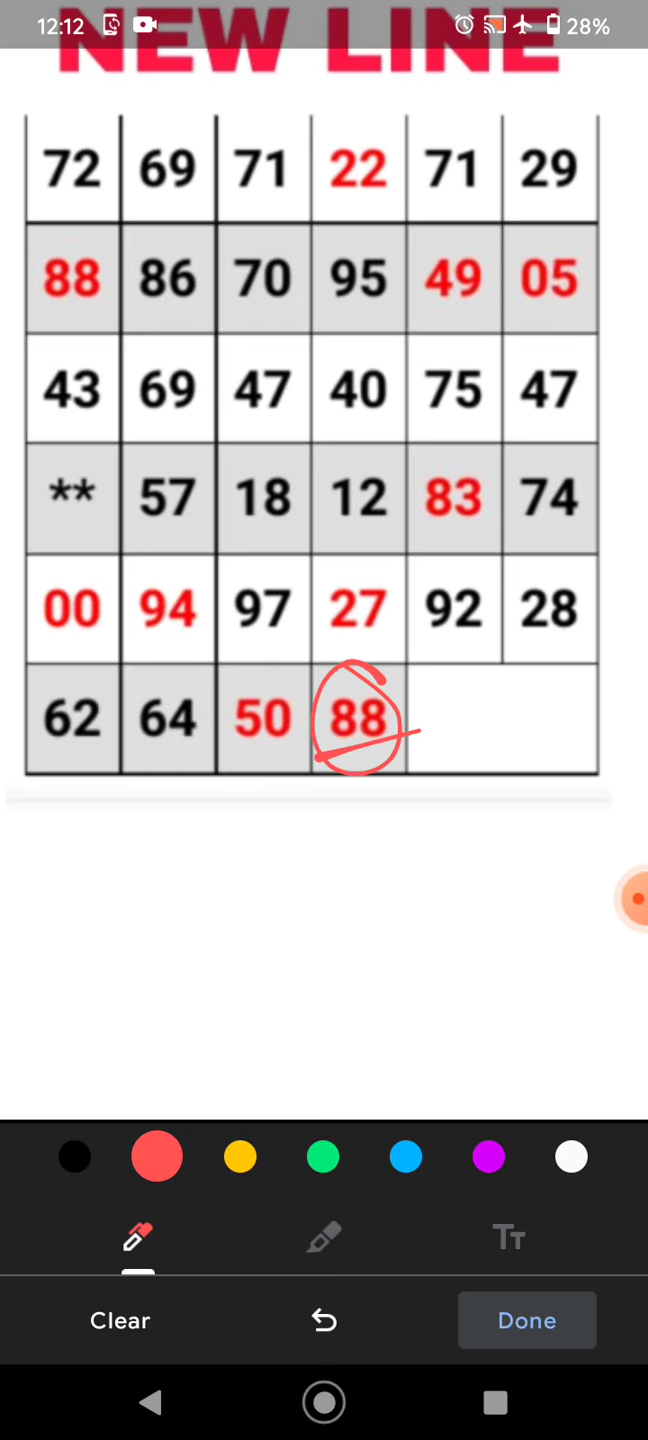 12:12 28%
NEW LINE
72 69 71 22 71 29
88 86 70 95 49 05
43 69 47 40 75 47
** 57 18 12 83 74
00 94 97 27 92 28
62 64 50 88
Tт
Clear Done